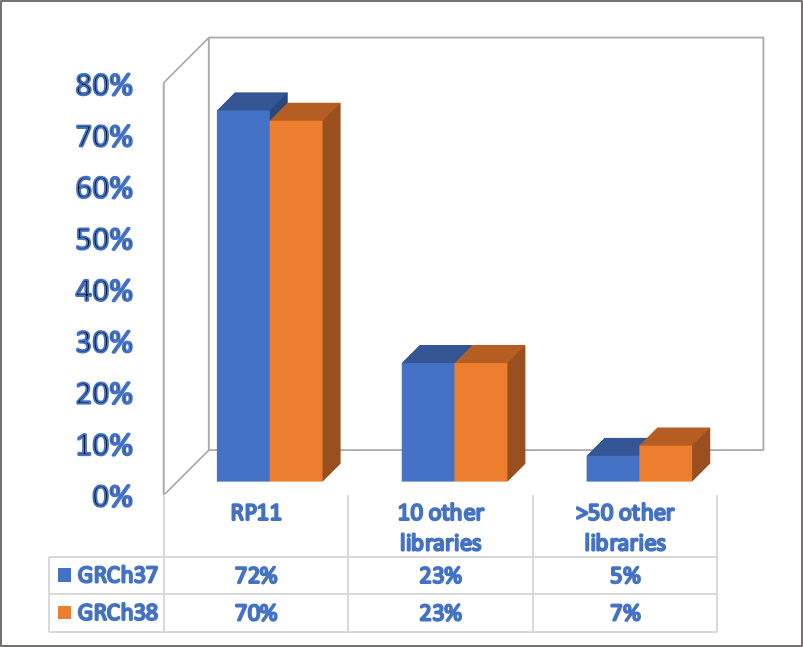 80%
70%
60%
50%
40%
30%
20%
10%
0%
RP11
10 other
libraries
>50 other
libraries
GRCh37 72% 23% 5%
GRCh38 70% 23% 7%